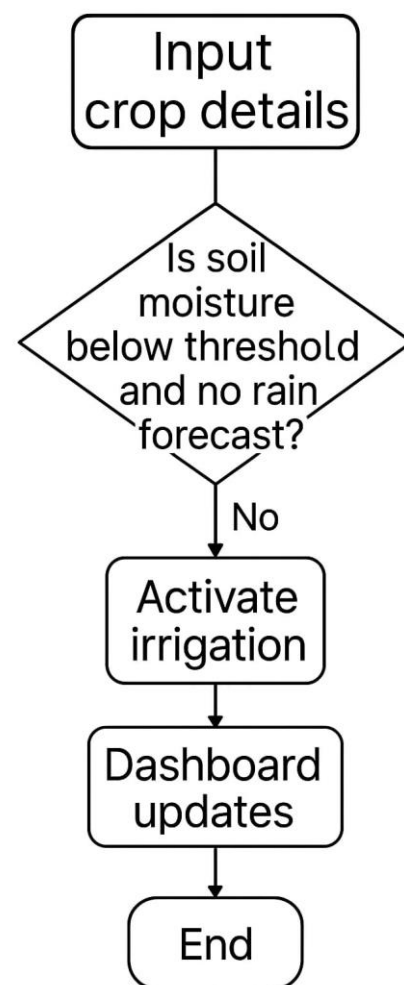 Input
crop details
Is soil
moisture
below threshold
and no rain
forecast?
No
Activate
irrigation
Dashboard
updates
End